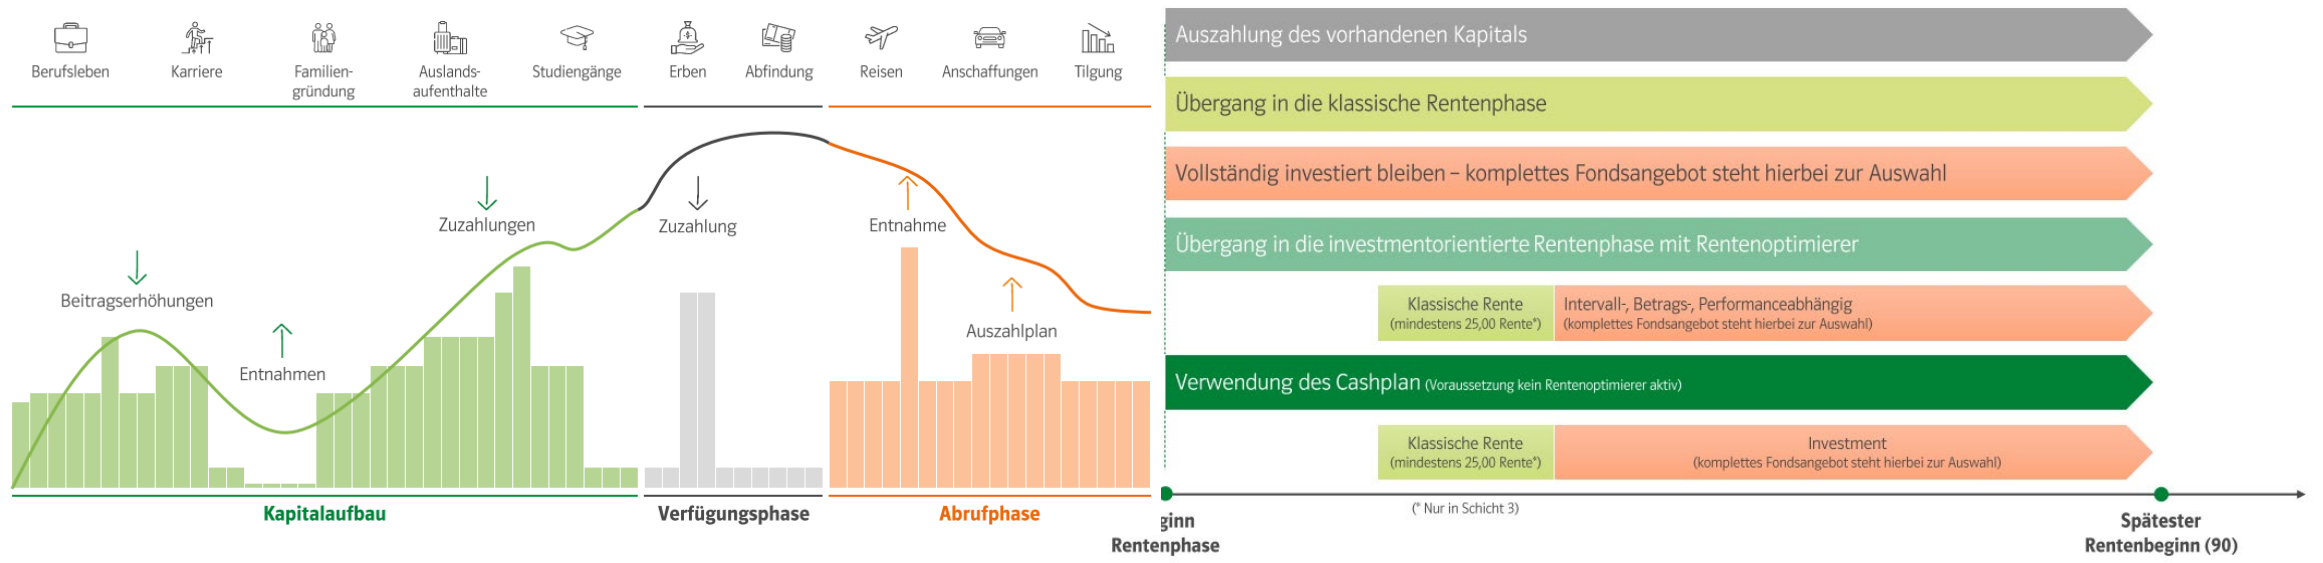 Berufsleben
Karriere
Familien-
gründung
Auslands-
aufenthalte
Studiengänge
Erben
Abfindung
Reisen
Anschaffungen
Tilgung
Beitragserhöhungen
Entnahmen
Zuzahlungen
Zuzahlung
Entnahme
Auszahlplan
Kapitalaufbau
Verfügungsphase
Abrufphase
Auszahlung des vorhandenen Kapitals
Übergang in die klassische Rentenphase
Vollständig investiert bleiben – komplettes Fondsangebot steht hierbei zur Auswahl
Übergang in die investmentorientierte Rentenphase mit Rentenoptimierer
Klassische Rente
(mindestens 25,00 Rente*)
Intervall-, Betrags-, Performanceabhängig
(komplettes Fondsangebot steht hierbei zur Auswahl)
Verwendung des Cashplan (Voraussetzung kein Rentenoptimierer aktiv)
Klassische Rente
(mindestens 25,00 Rente*)
Investment
(komplettes Fondsangebot steht hierbei zur Auswahl)
(* Nur in Schicht 3)
ginn
Rentenphase
Spätester
Rentenbeginn (90)